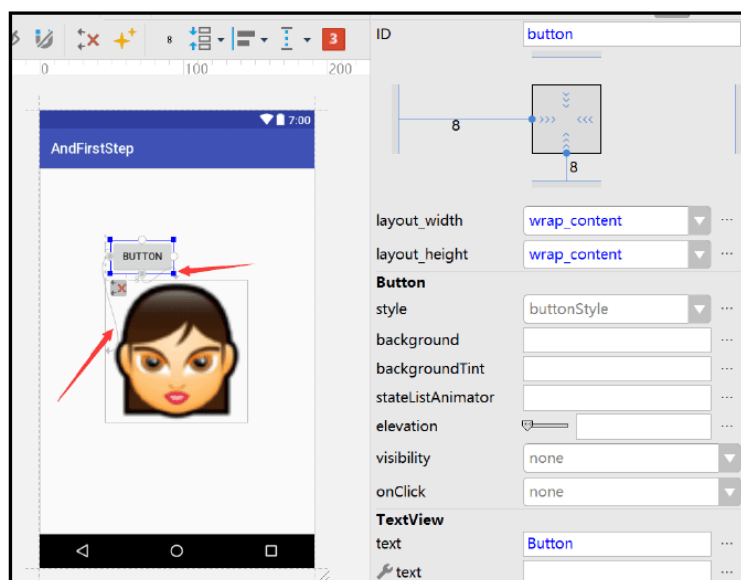 8
3
0
100
200
7:00
AndFirstStep
BUTTON
ID
button
8
8
layout_width
wrap_content
...
layout_height
wrap_content
...
Button
style
buttonStyle
...
background
...
backgroundTint
...
stateListAnimator
...
elevation
...
visibility
none
onClick
none
TextView
text
Button
...
text
...